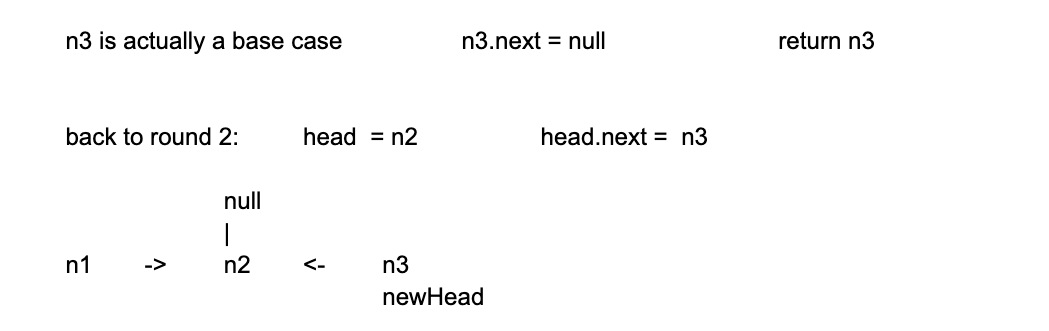 n3 is actually a base case n3.next = null return n3
back to round 2: head = n2 head.next = n3
null
|
n1 -> n2 <- n3
newHead